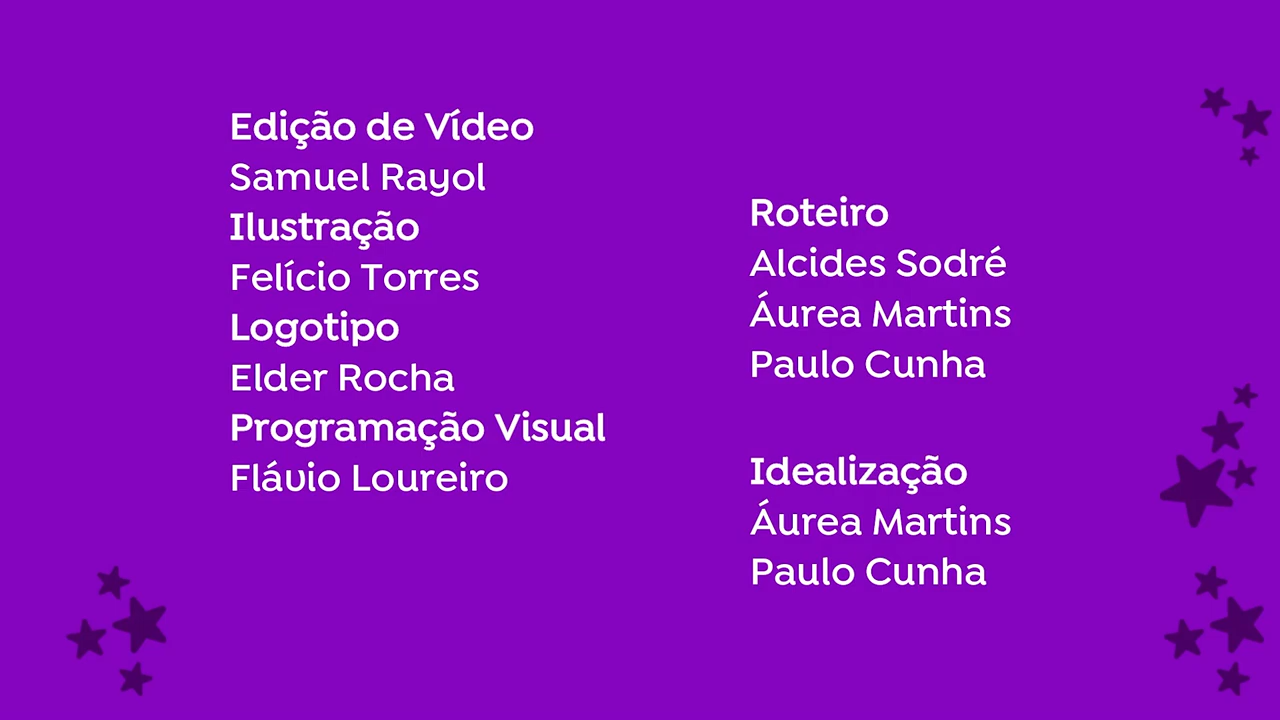 Edição de Vídeo
Samuel Rayol
Ilustração
Felício Torres
Logotipo
Elder Rocha
Programação Visual
Flávio Loureiro
Roteiro
Alcides Sodré
Áurea Martins
Paulo Cunha
Idealização
Áurea Martins
Paulo Cunha